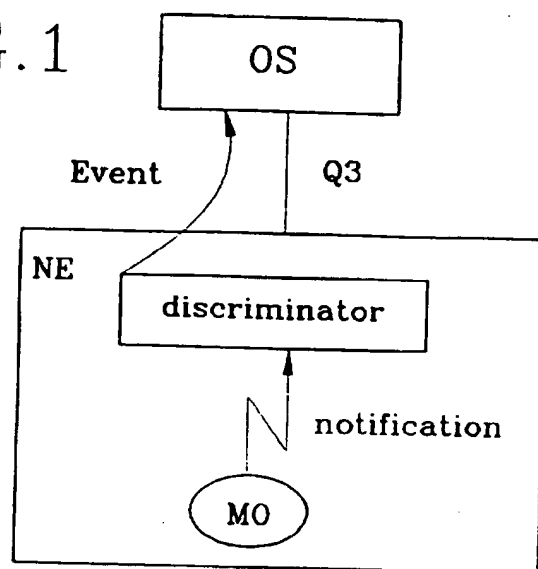 G.1
OS
Event
Q3
NE
discriminator
notification
MO